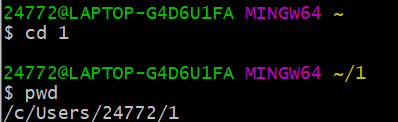 24772@LAPTOP-G4D6U1FA MINGW64 ~
$ cd 1
24772@LAPTOP-G4D6U1FA MINGW64 ~/1
$ pwd
/c/Users/24772/1